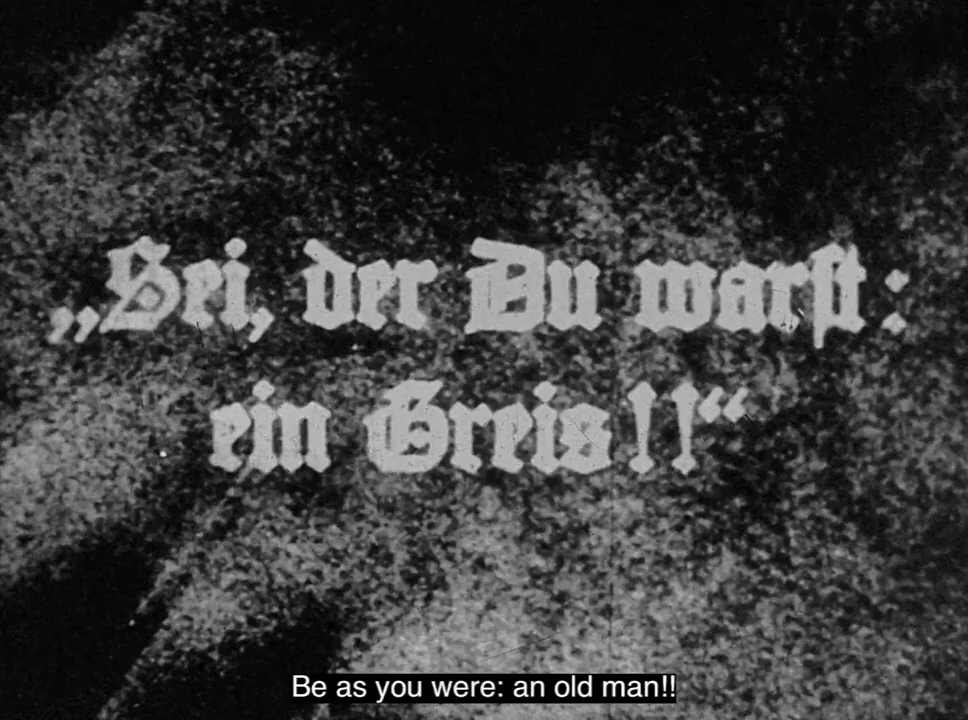 „Sei, der Du warst:
ein Greis!!“
Be as you were: an old man!!